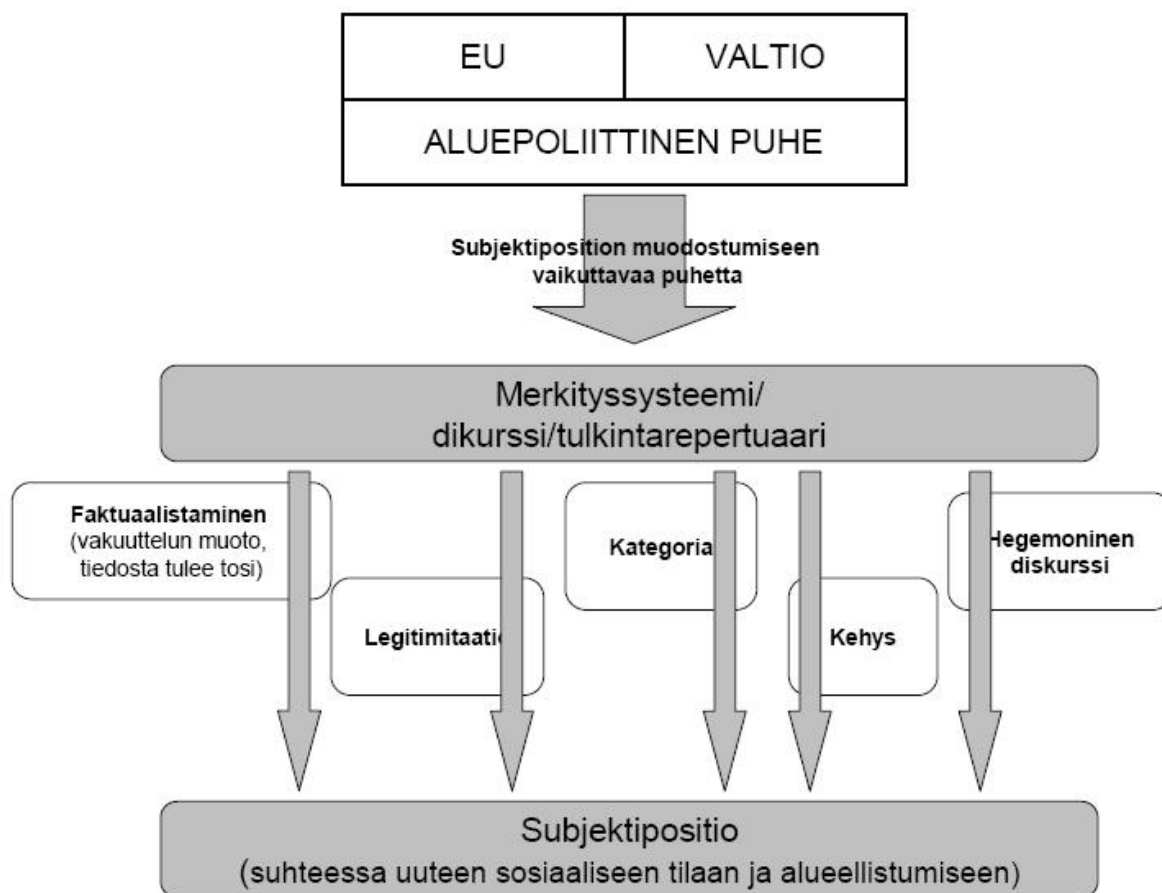 EU VALTIO
ALUEPOLIITTINEN PUHE
Subjektiposition muodostumiseen
vaikuttavaa puhetta
Merkityssysteemi/
dikurssi/tulkintarepertuaari
Faktuaalistaminen
(vakuuttelun muoto,
tiedosta tulee tosi)
Legitimitaatio
Kategoria
Kehys
Hegemoninen
diskurssi
Subjektipositio
(suhteessa uuteen sosiaaliseen tilaan ja alueellistumiseen)